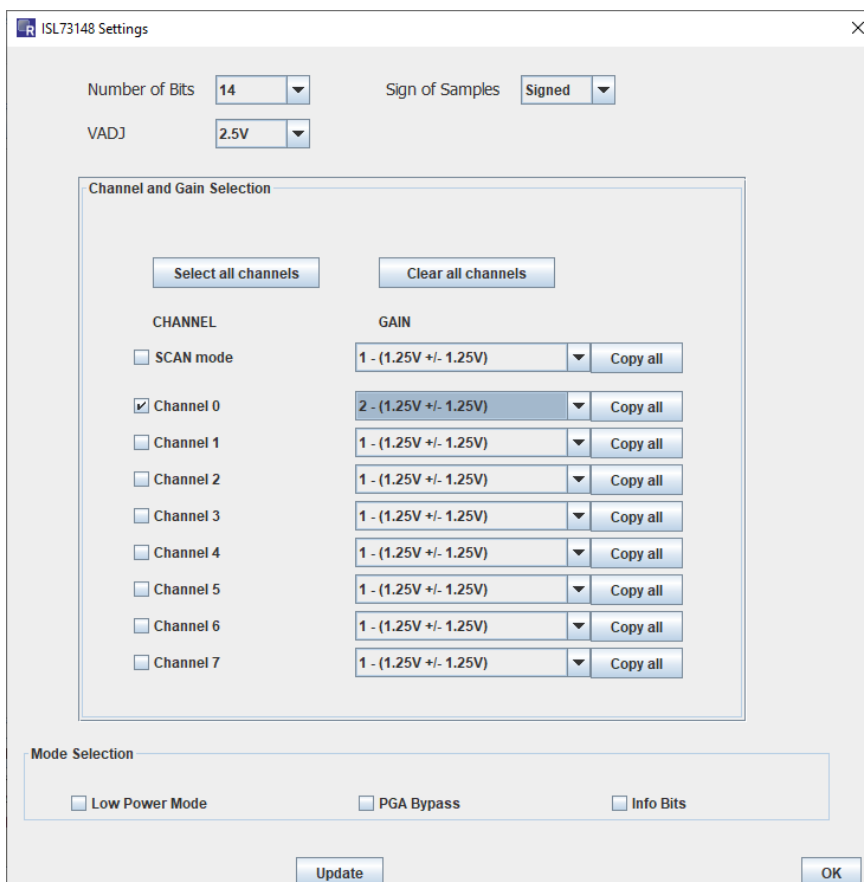 R ISL73148 Settings
Number of Bits 14 Sign of Samples Signed
VADJ 2.5V
Channel and Gain Selection
Select all channels Clear all channels
CHANNEL GAIN
SCAN mode 1 - (1.25V +/- 1.25V) Copy all
Channel 0 2 - (1.25V +/- 1.25V) Copy all
Channel 1 1 - (1.25V +/- 1.25V) Copy all
Channel 2 1 - (1.25V +/- 1.25V) Copy all
Channel 3 1 - (1.25V +/- 1.25V) Copy all
Channel 4 1 - (1.25V +/- 1.25V) Copy all
Channel 5 1 - (1.25V +/- 1.25V) Copy all
Channel 6 1 - (1.25V +/- 1.25V) Copy all
Channel 7 1 - (1.25V +/- 1.25V) Copy all
Mode Selection
Low Power Mode PGA Bypass Info Bits
Update OK